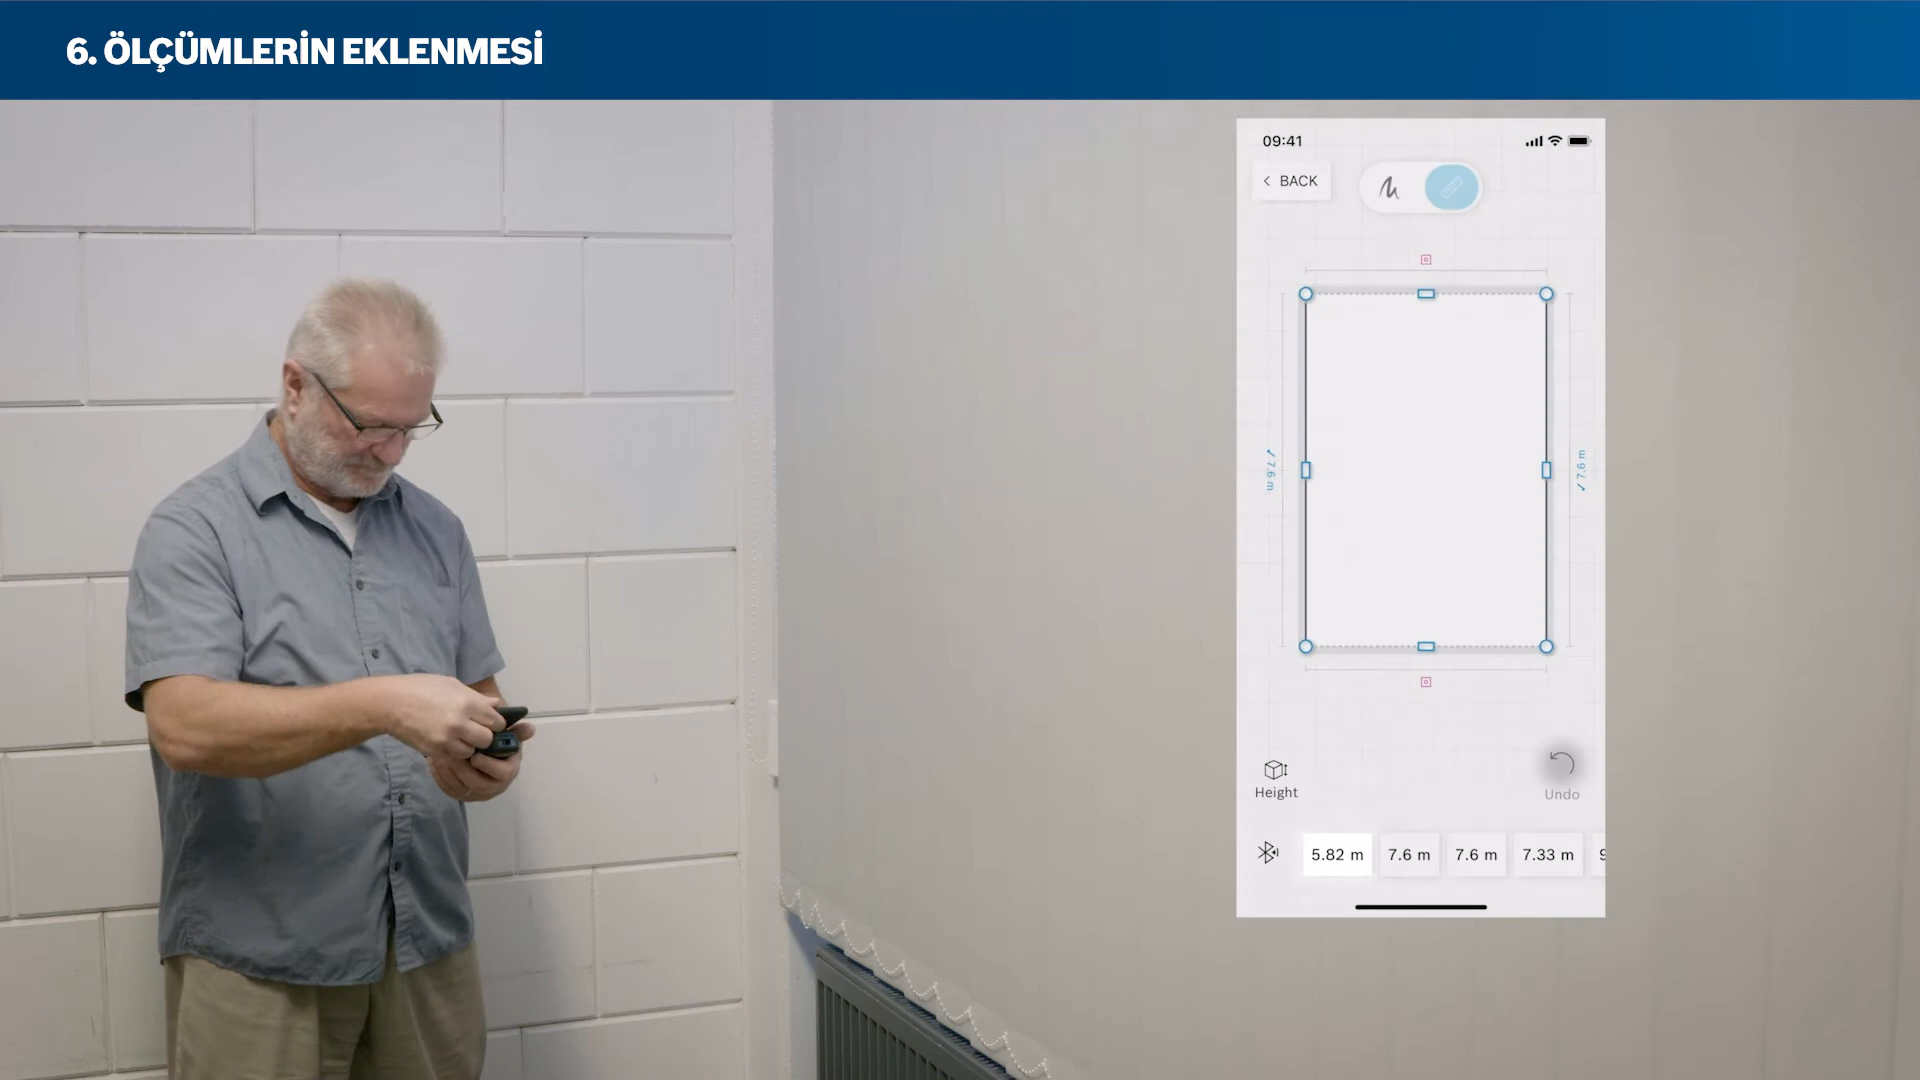 6. ÖLÇÜMLERİN EKLENMESİ
09:41
BACK
7.6 m
7.6 m
Height
Undo
5.82 m
7.6 m
7.6 m
7.33 m